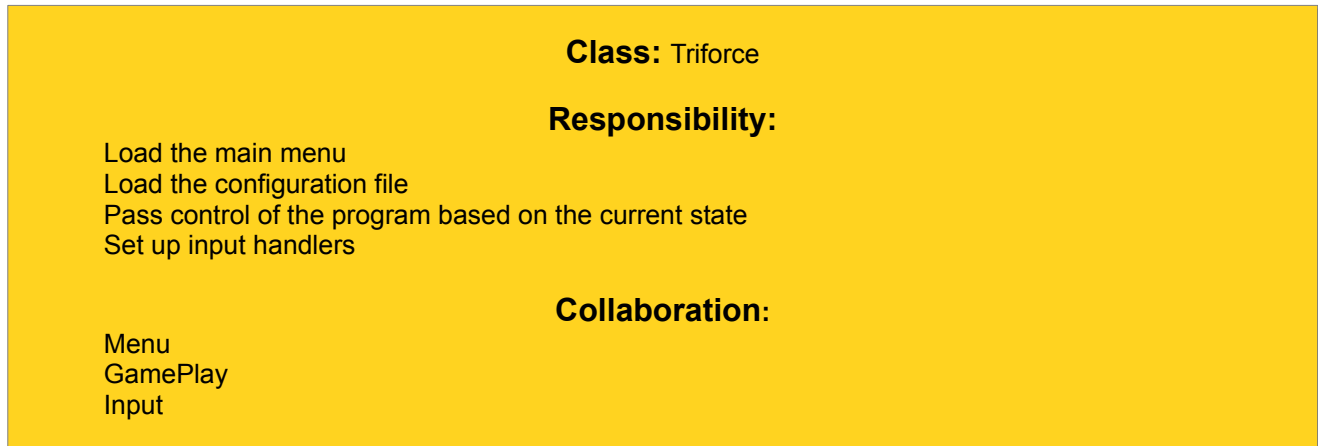 Class: Triforce
Responsibility:
Load the main menu
Load the configuration file
Pass control of the program based on the current state
Set up input handlers
Collaboration:
Menu
GamePlay
Input